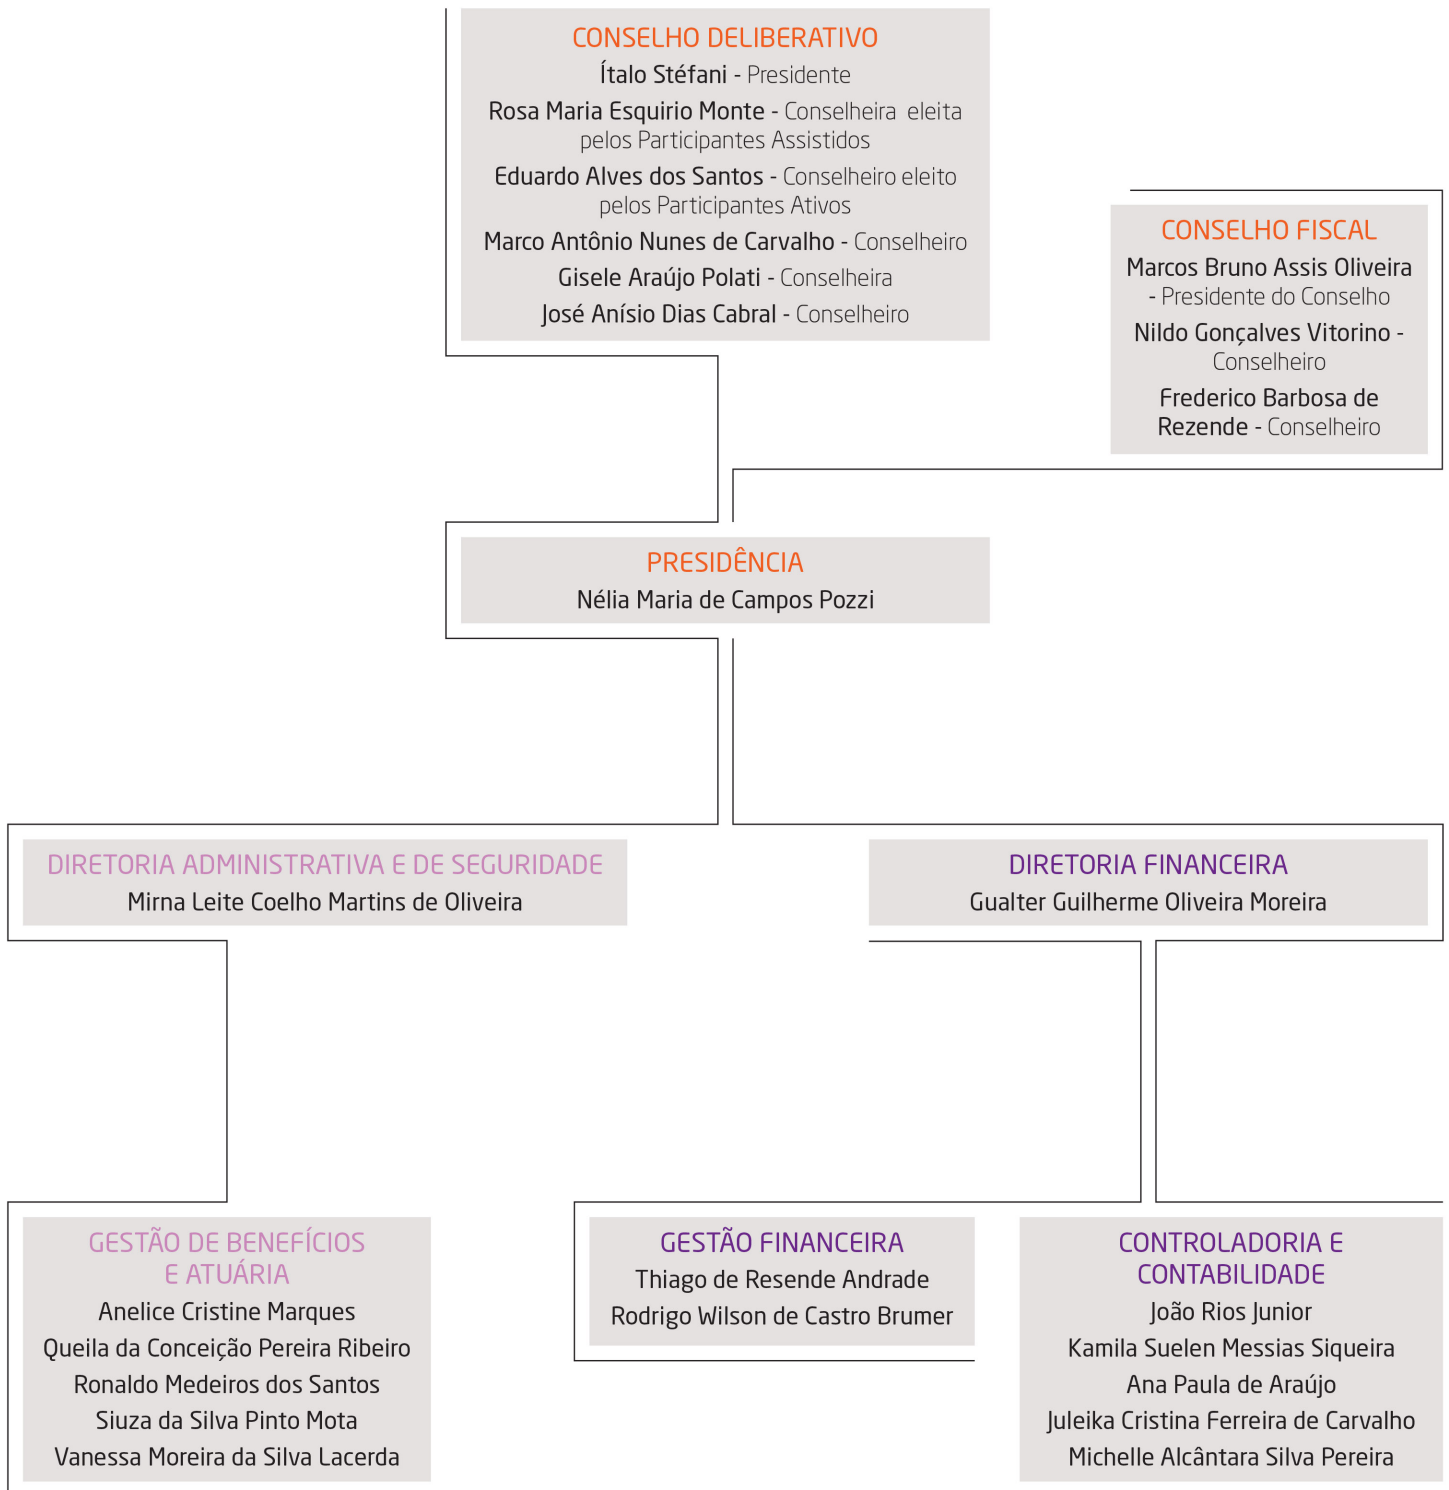 CONSELHO DELIBERATIVO
Ítalo Stéfani - Presidente
Rosa Maria Esquirio Monte - Conselheira eleita
pelos Participantes Assistidos
Eduardo Alves dos Santos - Conselheiro eleito
pelos Participantes Ativos
Marco Antônio Nunes de Carvalho - Conselheiro
Gisele Araújo Polati - Conselheira
José Anísio Dias Cabral - Conselheiro
CONSELHO FISCAL
Marcos Bruno Assis Oliveira
- Presidente do Conselho
Nildo Gonçalves Vitorino -
Conselheiro
Frederico Barbosa de
Rezende - Conselheiro
PRESIDÊNCIA
Nélia Maria de Campos Pozzi
DIRETORIA ADMINISTRATIVA E DE SEGURIDADE
Mirna Leite Coelho Martins de Oliveira
DIRETORIA FINANCEIRA
Gualter Guilherme Oliveira Moreira
GESTÃO DE BENEFÍCIOS
E ATUÁRIA
Anelice Cristine Marques
Queila da Conceição Pereira Ribeiro
Ronaldo Medeiros dos Santos
Siuza da Silva Pinto Mota
Vanessa Moreira da Silva Lacerda
GESTÃO FINANCEIRA
Thiago de Resende Andrade
Rodrigo Wilson de Castro Brumer
CONTROLADORIA E
CONTABILIDADE
João Rios Junior
Kamila Suelen Messias Siqueira
Ana Paula de Araújo
Juleika Cristina Ferreira de Carvalho
Michelle Alcântara Silva Pereira